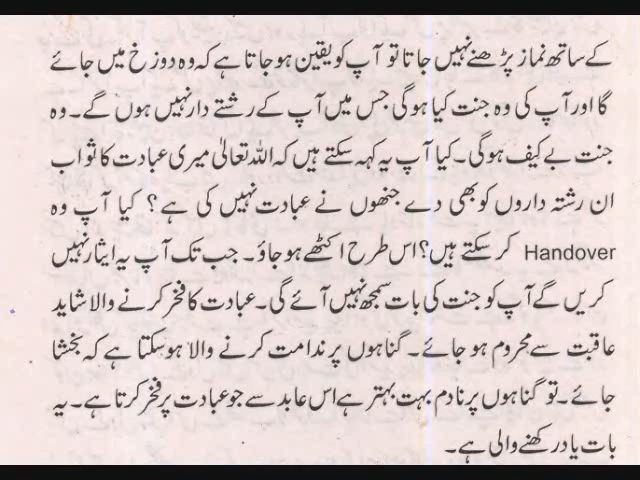 کے ساتھ نماز پڑھنے نہیں جاتا تو آپ کو یقین ہو جاتا ہے کہ وہ دوزخ میں جائے
گا اور آپ کی وہ جنت کیا ہوگی جس میں آپ کے رشتے دار نہیں ہوں گے۔ وہ
جنت بے کیف ہوگی۔ کیا آپ یہ کہہ سکتے ہیں کہ اللہ تعالیٰ میری عبادت کا ثواب
ان رشتہ داروں کو بھی دے جنھوں نے عبادت نہیں کی ہے؟ کیا آپ وہ
Handover کر سکتے ہیں؟ اس طرح اکٹھے ہو جاؤ۔ جب تک آپ یہ ایثار نہیں
کریں گے آپ کو جنت کی بات سمجھ نہیں آئے گی۔ عبادت کا فخر کرنے والا شاید
عاقبت سے محروم ہو جائے۔ گناہوں پر ندامت کرنے والا ہو سکتا ہے کہ بخشا
جائے۔ تو گناہوں پر نادم بہت بہتر ہے اس عابد سے جو عبادت پر فخر کرتا ہے۔ یہ
بات یاد رکھنے والی ہے۔